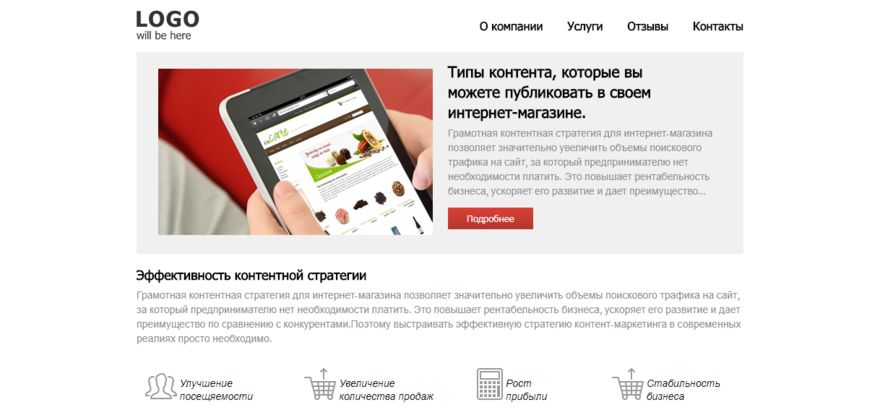 LOGO
will be here
О компании Услуги Отзывы Контакты
Типы контента, которые вы
можете публиковать в своем
интернет-магазине.
Грамотная контентная стратегия для интернет-магазина
позволяет значительно увеличить объемы поискового
трафика на сайт, за который предпринимателю нет
необходимости платить. Это повышает рентабельность
бизнеса, ускоряет его развитие и дает преимущество...
Подробнее
Эффективность контентной стратегии
Грамотная контентная стратегия для интернет-магазина позволяет значительно увеличить объемы поискового трафика на сайт,
за который предпринимателю нет необходимости платить. Это повышает рентабельность бизнеса, ускоряет его развитие и дает
преимущество по сравнению с конкурентами.Поэтому выстраивать эффективную стратегию контент-маркетинга в современных
реалиях просто необходимо.
Улучшение
посещяемости
Увеличение
количества продаж
Рост
прибыли
Стабильность
бизнеса